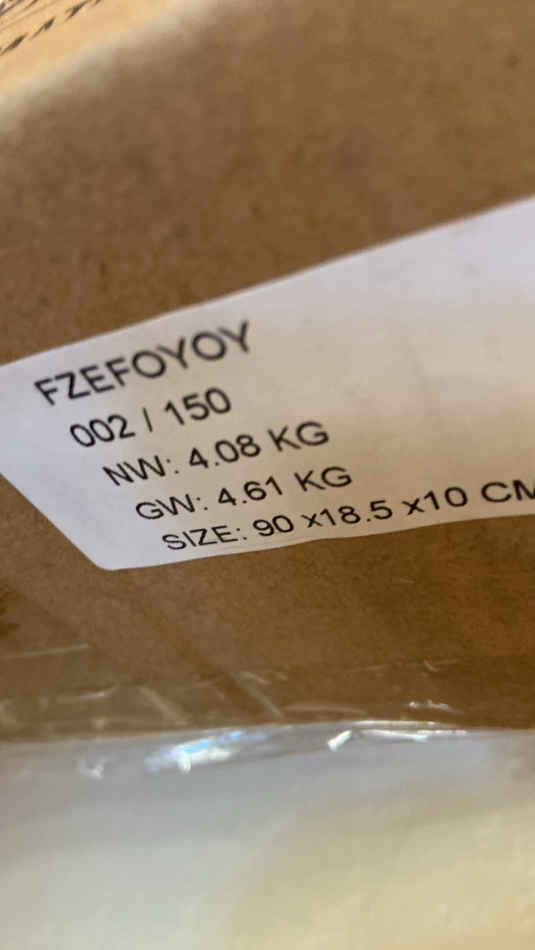 FZEFOYOY
002 / 150
NW: 4.08 KG
GW: 4.61 KG
SIZE: 90 x18.5 x10 CM